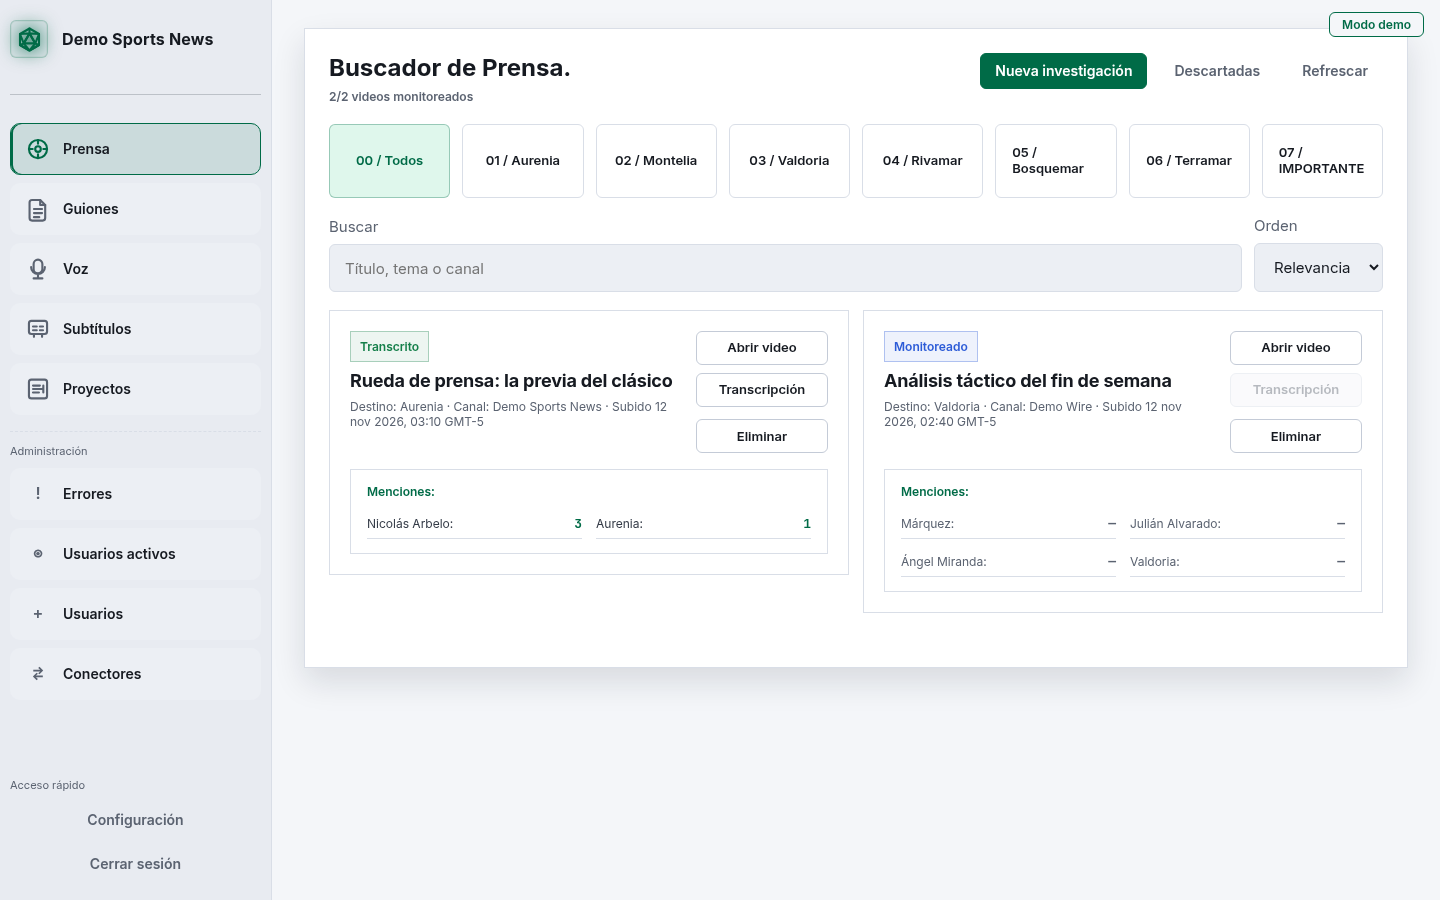 Demo Sports News
Prensa
Guiones
Voz
Subtítulos
Proyectos
Administración
! Errores
Usuarios activos
+ Usuarios
Conectores
Acceso rápido
Configuración
Cerrar sesión
Modo demo
Buscador de Prensa.
2/2 videos monitoreados
Nueva investigación
Descartadas
Refrescar
00 / Todos
01 / Aurenia
02 / Montelia
03 / Valdoria
04 / Rivamar
05 /
Bosquemar
06 / Terramar
07 /
IMPORTANTE
Buscar
Título, tema o canal
Orden
Relevancia
Transcrito
Rueda de prensa: la previa del clásico
Destino: Aurenia · Canal: Demo Sports News · Subido 12
nov 2026, 03:10 GMT-5
Abrir video
Transcripción
Eliminar
Menciones:
Nicolás Arbelo: 3
Aurenia: 1
Monitoreado
Análisis táctico del fin de semana
Destino: Valdoria · Canal: Demo Wire · Subido 12 nov
2026, 02:40 GMT-5
Abrir video
Transcripción
Eliminar
Menciones:
Márquez: –
Julián Alvarado: –
Ángel Miranda: –
Valdoria: –